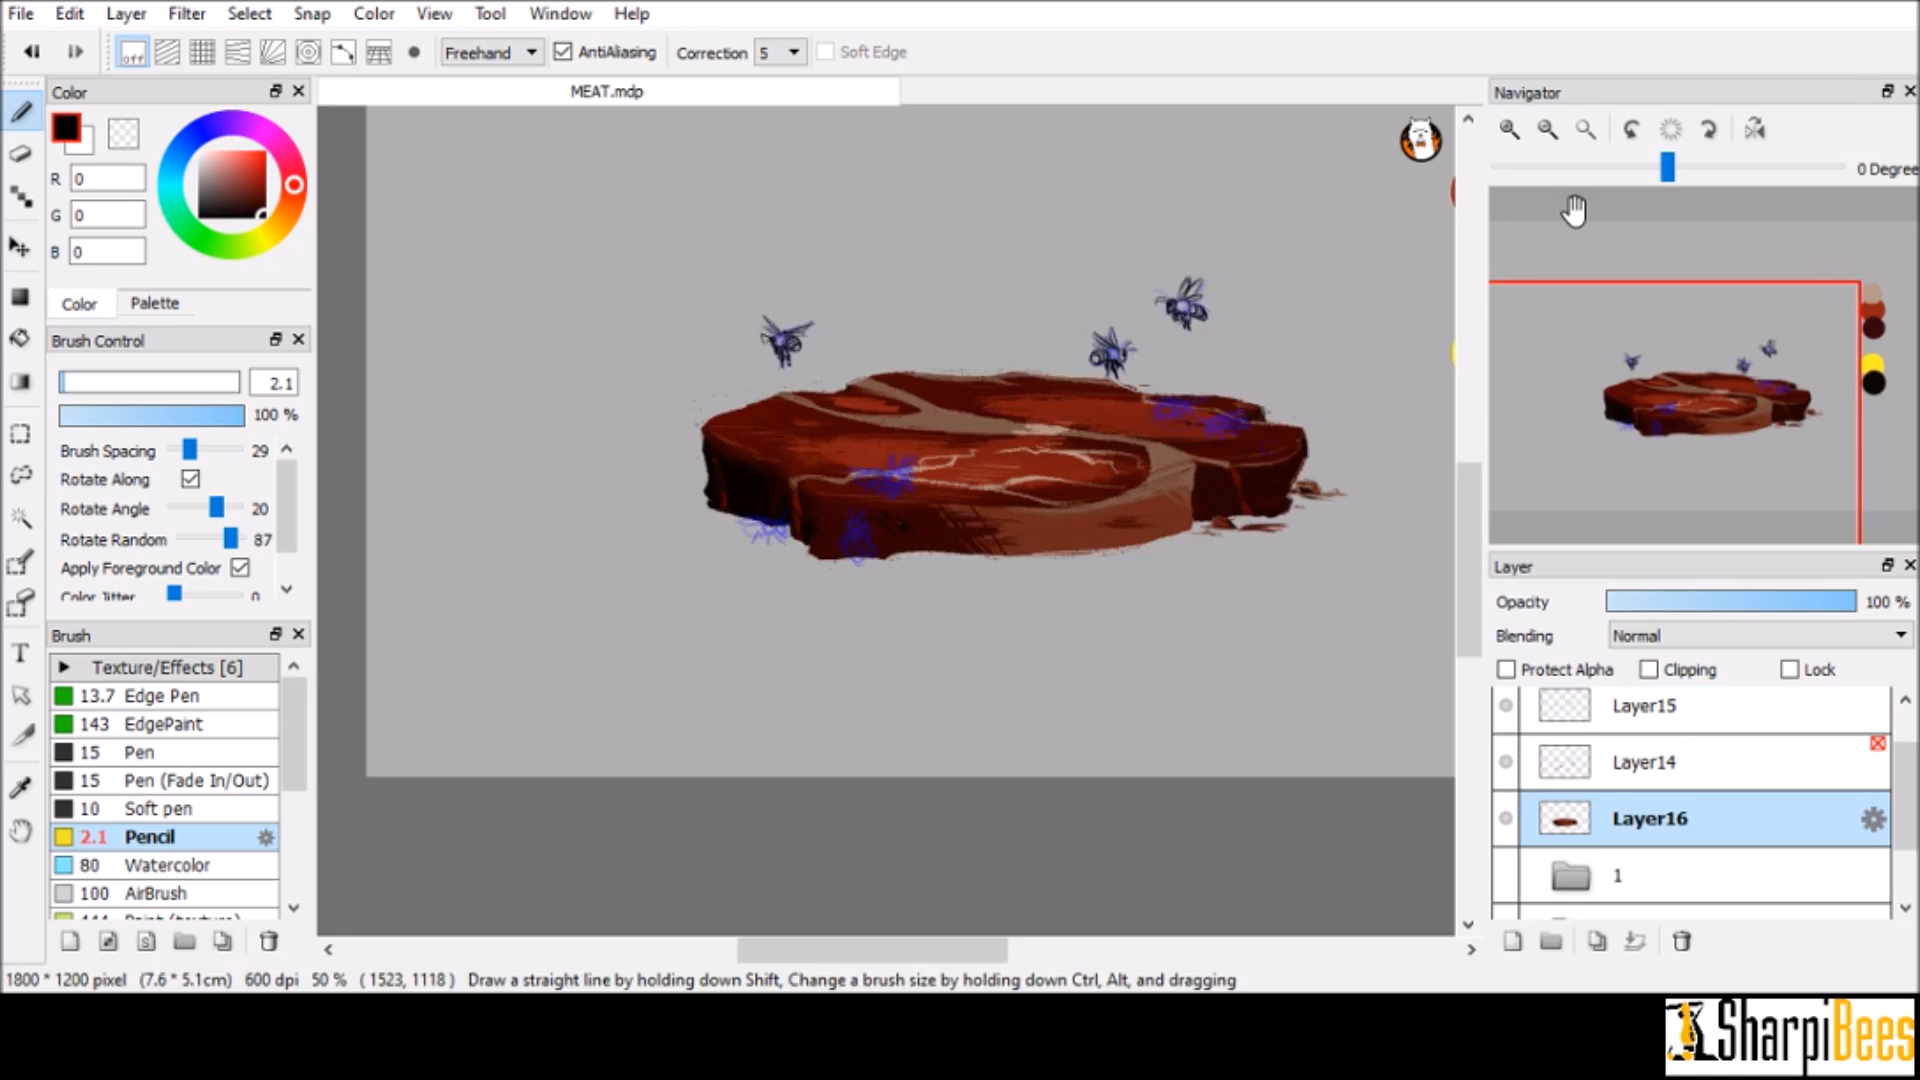 File Edit Layer Filter Select Snap Color View Tool Window Help
off Freehand AntiAliasing Correction 5 Soft Edge
Color
MEAT.mdp
Navigator
R 0
G 0
B 0
0 Degree
Color Palette
Brush Control
2.1
100 %
Brush Spacing 29
Rotate Along
Rotate Angle 20
Rotate Random 87
Apply Foreground Color
Color Jitter 0
Brush
Texture/Effects [6]
13.7 Edge Pen
143 EdgePaint
15 Pen
15 Pen (Fade In/Out)
10 Soft pen
2.1 Pencil
80 Watercolor
100 AirBrush
Layer
Opacity 100 %
Blending Normal
Protect Alpha Clipping Lock
Layer15
Layer14
Layer16
1
1800 * 1200 pixel (7.6 * 5.1cm) 600 dpi 50 % ( 1523, 1118 ) Draw a straight line by holding down Shift, Change a brush size by holding down Ctrl, Alt, and dragging
SharpiBees